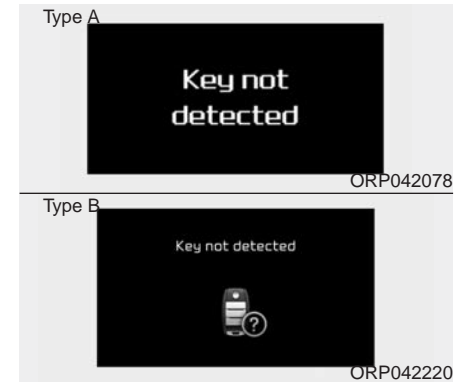 Type A
Key not
detected
ORP042078
Type B
Key not detected
?
ORP042220